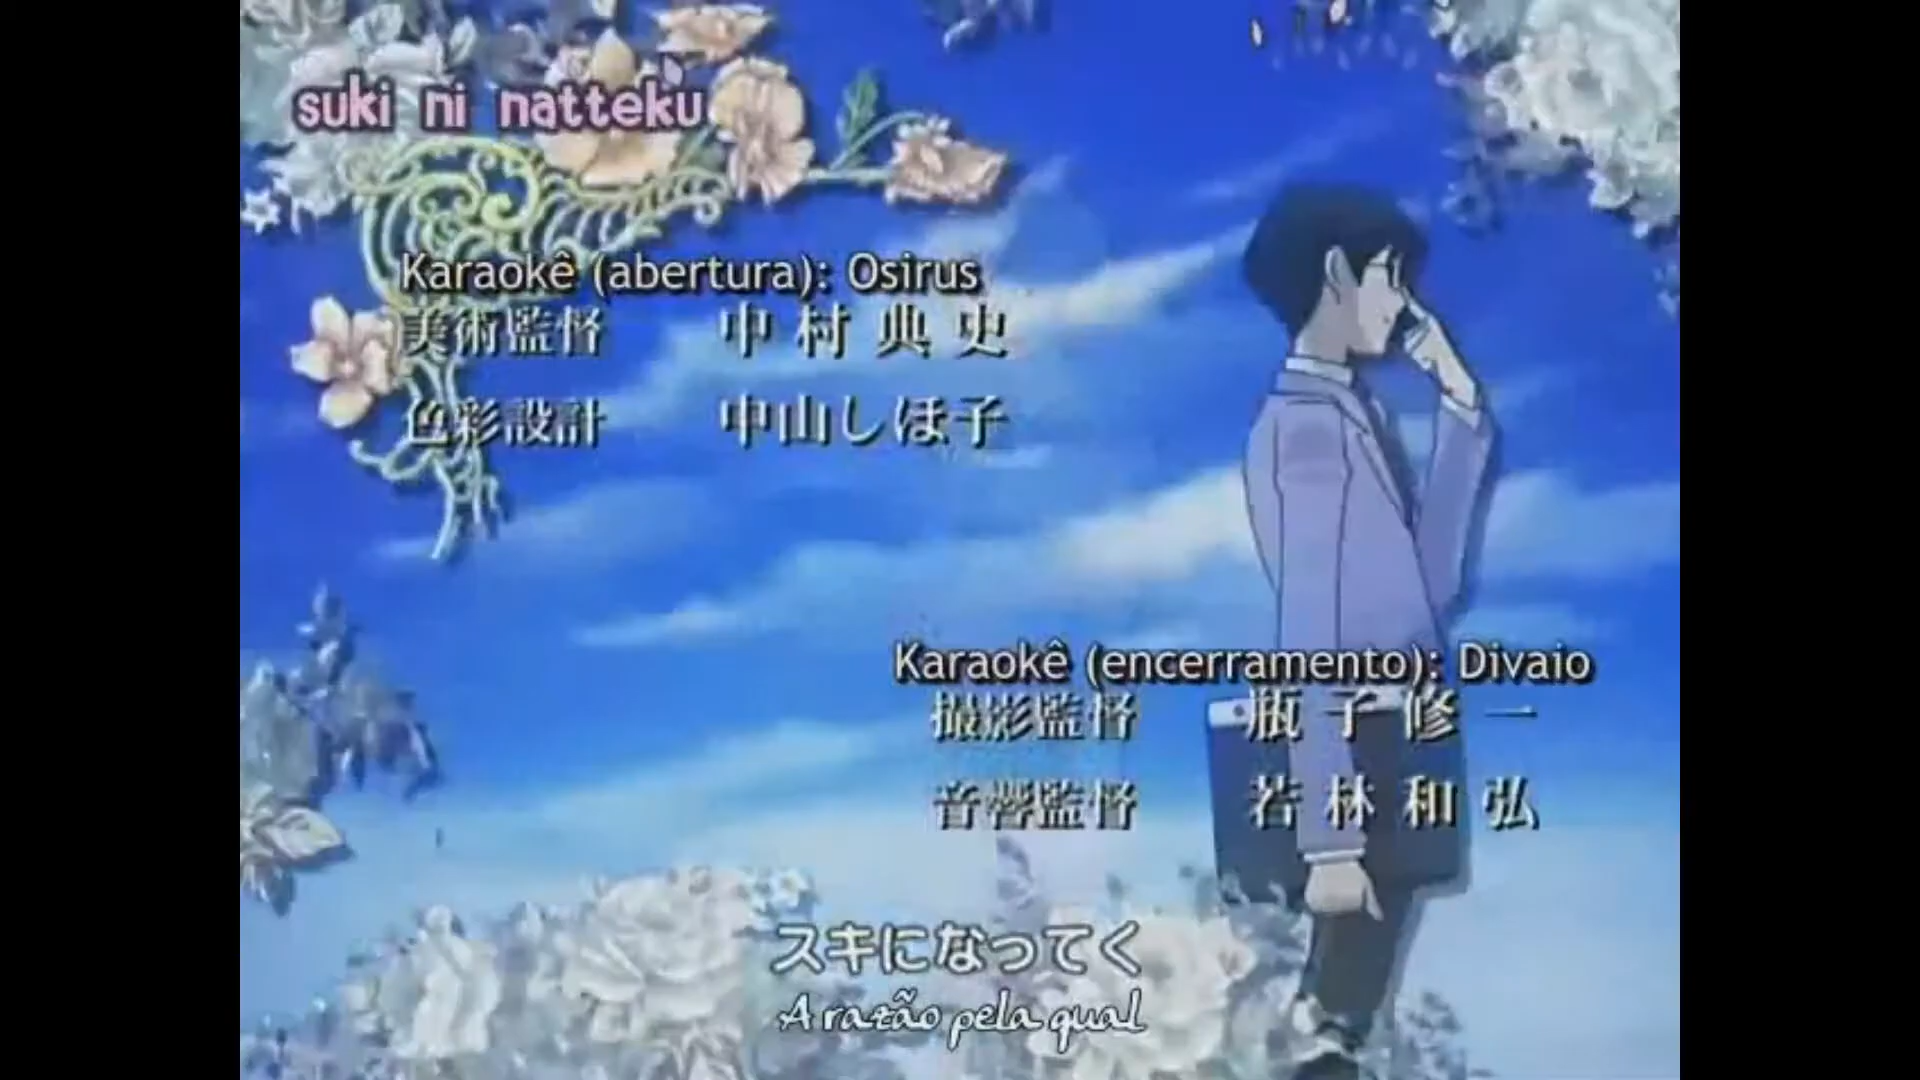 suki ni natteku
Karaokê (abertura): Osirus
美術監督 中村典史
色彩設計 中山しほ子
Karaokê (encerramento): Divaio
撮影監督 瓶子修一
音響監督 若林和弘
スキになってく
A razão pela qual